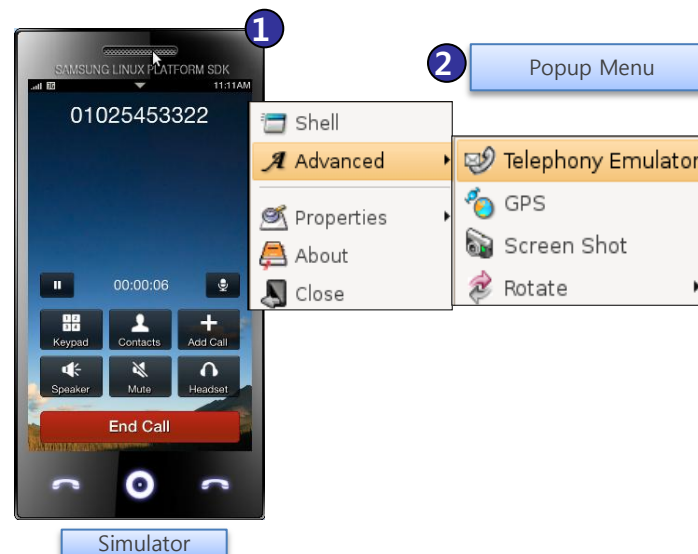 1
SAMSUNG LINUX PLATFORM SDK
3G
11:11AM
01025453322
00:00:06
Keypad
Contacts
Add Call
Speaker
Mute
Headset
End Call
Simulator
2
Popup Menu
Shell
Advanced
Properties
About
Close
Telephony Emulator
GPS
Screen Shot
Rotate